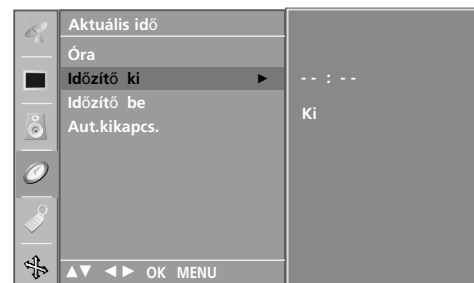 Aktuális idő
Óra
Időzítő ki ►
Időzítő be
Aut.kikapcs.
▲▼ ◄► OK MENU
-- : --
Ki